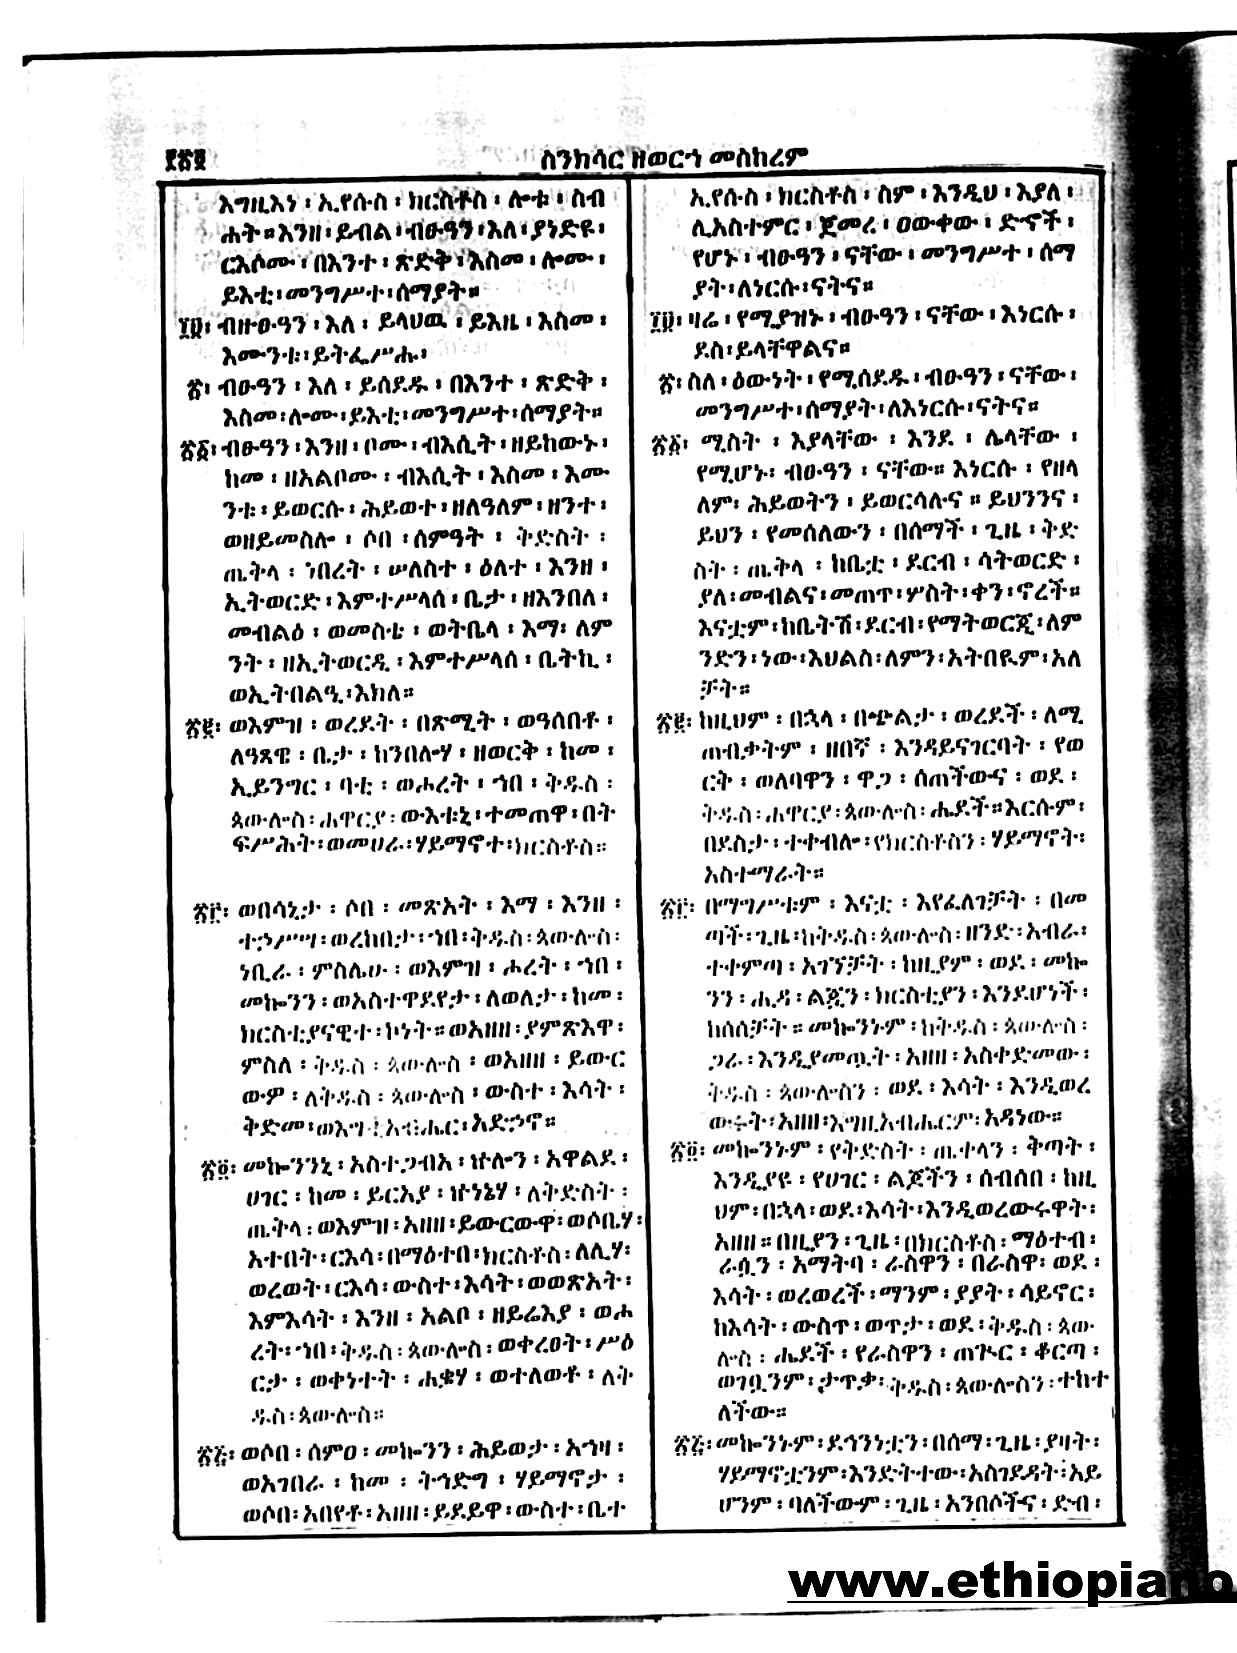 ፻፳፬ ስንክሳር ዘወርኀ መስከረም
እግዚእነ ፡ ኢየሱስ ፡ ክርስቶስ ፡ ሎቱ ፡ ስብ
ሐት። እንዘ ፡ ይብል ፡ ብፁዓን ፡ እለ ፡ ያነድዩ ፡
ርእሶሙ ፡ በእንተ ፡ ጽድቅ ፡ እስመ ፡ ሎሙ ፡
ይእቲ ፡ መንግሥተ ፡ ሰማያት።
፲፱፡ ብፁዓን ፡ እለ ፡ ይላህዉ ፡ ይእዜ ፡ እስመ ፡
እሙንቱ ፡ ይትፌሥሑ ፡
፳፡ ብፁዓን ፡ እለ ፡ ይሰደዱ ፡ በእንተ ፡ ጽድቅ ፡
እስመ ፡ ሎሙ ፡ ይእቲ ፡ መንግሥተ ፡ ሰማያት።
፳፩፡ ብፁዓን ፡ እንዘ ፡ ቦሙ ፡ ብእሲት ፡ ዘይከውኑ ፡
ከመ ፡ ዘአልቦሙ ፡ ብእሲት ፡ እስመ ፡ እሙ
ንቱ ፡ ይወርሱ ፡ ሕይወተ ፡ ዘለዓለም ፡ ዘንተ ፡
ወዘይመስሎ ፡ ሶበ ፡ ሰምዓት ፡ ቅድስት ፡
ጤቅላ ፡ ነበረት ፡ ሠለስተ ፡ ዕለተ ፡ እንዘ ፡
ኢትወርድ ፡ እምተሥላሰ ፡ ቤታ ፡ ዘእንበለ ፡
መብልዕ ፡ ወመስቴ ፡ ወትቤላ ፡ እማ፡ ለም
ንት ፡ ዘኢትወርዲ ፡ እምተሥላሰ ፡ ቤትኪ ፡
ወኢትበልዒ ፡ እክለ።
፳፪፡ ወእምዝ ፡ ወረደት ፡ በጽሚት ፡ ወዓሰበቶ ፡
ለዓጸዌ ፡ ቤታ ፡ ከንበሎሃ ፡ ዘወርቅ ፡ ከመ ፡
ኢይንግር ፡ ባቲ ፡ ወሖረት ፡ ኀበ ፡ ቅዱስ ፡
ጳውሎስ ፡ ሐዋርያ ፡ ውእቱኒ ፡ ተመጠዋ ፡ በት
ፍሥሕት ፡ ወመሀራ ፡ ሃይማኖተ ፡ ክርስቶስ።
፳፫፡ ወበሳኒታ ፡ ሶበ ፡ መጽአት ፡ እማ ፡ እንዘ ፡
ተኃሥሣ ፡ ወረከበታ ፡ ኀበ ፡ ቅዱስ ፡ ጳውሎስ ፡
ነቢራ ፡ ምስሌሁ ፡ ወእምዝ ፡ ሖረት ፡ ኀበ ፡
መኰንን ፡ ወአስተዋደየታ ፡ ለወለታ ፡ ከመ ፡
ክርስቲያናዊተ ፡ ኮነት። ወአዘዘ ፡ ያምጽእዋ ፡
ምስለ ፡ ቅዱስ ፡ ጳውሎስ ፡ ወአዘዘ ፡ ይውር
ውዎ ፡ ለቅዱስ ፡ ጳውሎስ ፡ ውስተ ፡ እሳት ፡
ቅድመ ፡ ወእግዚአብሔር ፡ አድኃኖ።
፳፬፡ መኰንንኒ ፡ አስተጋብአ ፡ ኵሎን ፡ አዋልደ ፡
ሀገር ፡ ከመ ፡ ይርአያ ፡ ኵነኔሃ ፡ ለቅድስት ፡
ጤቅላ ፡ ወእምዝ ፡ አዘዘ ፡ ይውርውዋ ፡ ወሶቤሃ ፡
አተበት ፡ ርእሳ ፡ በማዕተበ ፡ ክርስቶስ ፡ ለሊሃ፡
ወረወት ፡ ርእሳ ፡ ውስተ ፡ እሳት ፡ ወወጽአት ፡
እምእሳት ፡ እንዘ ፡ አልቦ ፡ ዘይሬእያ ፡ ወሖ
ረት ፡ ኀበ ፡ ቅዱስ ፡ ጳውሎስ ፡ ወቀረፀት ፡ ሥዕ
ርታ ፡ ወቀነተት ፡ ሐቌሃ ፡ ወተለወቶ ፡ ለቅ
ዱስ ፡ ጳውሎስ።
፳፭፡ ወሶበ ፡ ሰምዐ ፡ መኰንን ፡ ሕይወታ ፡ አኀዛ ፡
ወአገበራ ፡ ከመ ፡ ትኅድግ ፡ ሃይማኖታ ፡
ወሶበ ፡ አበየቶ ፡ አዘዘ ፡ ይደይዋ ፡ ውስተ ፡ ቤተ
ኢየሱስ ፡ ክርስቶስ ፡ ስም ፡ እንዲህ ፡ እያለ ፡
ሊአስተምር ፡ ጀመረ ፡ ዐውቀው ፡ ድኆች ፡
የሆኑ ፡ ብፁዓን ፡ ናቸው ፡ መንግሥተ ፡ ሰማ
ያት ፡ ለነርሱ ፡ ናትና።
፲፱፡ ዛሬ ፡ የሚያዝኑ ፡ ብፁዓን ፡ ናቸው ፡ እነርሱ ፡
ደስ ፡ ይላቸዋልና።
፳፡ ስለ ፡ ዕውነት ፡ የሚሰደዱ ፡ ብፁዓን ፡ ናቸው ፡
መንግሥተ ፡ ሰማያት ፡ ለእነርሱ ፡ ናትና።
፳፩፡ ሚስት ፡ እያላቸው ፡ እንደ ፡ ሌላቸው ፡
የሚሆኑ፡ ብፁዓን ፡ ናቸው። እነርሱ ፡ የዘላ
ለም፡ ሕይወትን ፡ ይወርሳሉና ። ይህንንና ፡
ይህን ፡ የመሰለውን ፡ በሰማች ፡ ጊዜ ፡ ቅድ
ስት ፡ ጤቅላ ፡ ከቤቷ ፡ ደርብ ፡ ሳትወርድ ፡
ያለ ፡ መብልና ፡ መጠጥ ፡ ሦስት ፡ ቀን ፡ ኖረች።
እናቷም ፡ ከቤትሽ ፡ ደርብ ፡ የማትወርጂ ፡ ለም
ንድን ፡ ነው ፡ እህልስ ፡ ለምን ፡ አትበዪም ፡ አለ
ቻት።
፳፪፡ ከዚህም ፡ በኋላ ፡ በጭልታ ፡ ወረደች ፡ ለሚ
ጠብቃትም ፡ ዘበኛ ፡ እንዳይናገርባት ፡ የወ
ርቅ ፡ ወለባዋን ፡ ዋጋ ፡ ሰጠችውና ፡ ወደ ፡
ቅዱስ ፡ ሐዋርያ ፡ ጳውሎስ ፡ ሔደች። እርሱም ፡
በደስታ ፡ ተቀብሎ ፡ የክርስቶስን ፡ ሃይማኖት፡
አስተማራት።
፳፫፡ በማግሥቱም ፡ እናቷ ፡ እየፈለገቻት ፡ በመ
ጣች ፡ ጊዜ ፡ ከቅዱስ ፡ ጳውሎስ ፡ ዘንድ ፡ አብራ ፡
ተቀምጣ ፡ አገኘቻት ፡ ከዚያም ፡ ወደ ፡ መኰ
ንን ፡ ሔዳ ፡ ልጇን ፡ ክርስቲያን ፡ እንደሆነች ፡
ከሰሰቻት ። መኰንኑም ፡ ከቅዱስ ፡ ጳውሎስ ፡
ጋራ ፡ እንዲያመጧት ፡ አዘዘ ፡ አስቀድመው ፡
ቅዱስ ፡ ጳውሎስን ፡ ወደ ፡ እሳት ፡ እንዲወረ
ውሩት ፡ አዘዘ ፡ እግዚአብሔርም ፡ አዳነው።
፳፬፡ መኰንኑም ፡ የቅድስት ፡ ጤቀላን ፡ ቅጣት ፡
እንዲያዩ ፡ የሀገር ፡ ልጆችን ፡ ሰብሰበ ፡ ከዚ
ህም ፡ በኋላ ፡ ወደ ፡ እሳት ፡ እንዲወረውሩዋት ፡
አዘዘ። በዚያን ፡ ጊዜ ፡ በክርስቶስ ፡ ማዕተብ ፡
ራሷን ፡ አማትባ ፡ ራስዋን ፡ በራስዋ፡ ወደ ፡
እሳት ፡ ወረወረች ፡ ማንም ፡ ያያት ፡ ሳይኖር ፡
ከእሳት ፡ ውስጥ ፡ ወጥታ ፡ ወደ ፡ ቅዱስ ፡ ጳው
ሎስ ፡ ሔደች ፡ የራስዋን ፡ ጠጕር ፡ ቆርጣ ፡
ወገቧንም ፡ ታጥቃ ፡ ቅዱስ ፡ ጳውሎስን ፡ ተከተ
ለችው።
፳፭፡ መኰንኑም ፡ ደኅንነቷን ፡ በሰማ ፡ ጊዜ ፡ ያዛት ፡
ሃይማኖቷንም ፡ እንድትተው ፡ አስገደዳት ፡ አይ
ሆንም ፡ ባለችውም ፡ ጊዜ ፡ አንበሶችና ፡ ድብ ፡
www.ethiopiano